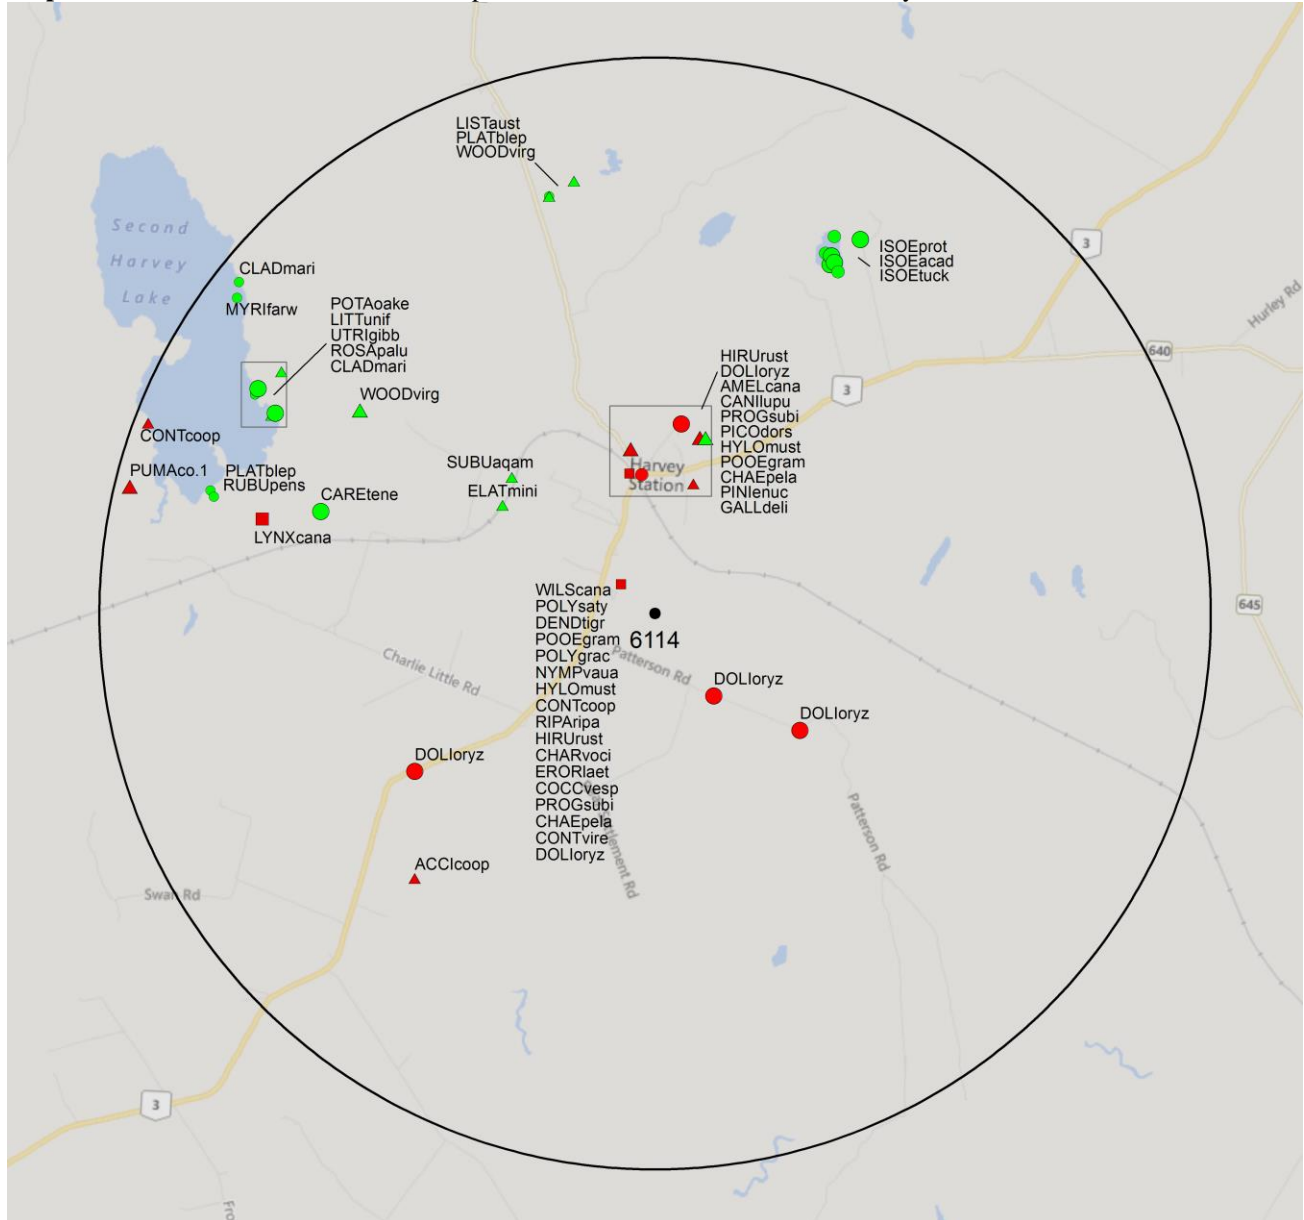 LISTaust
PLATblep
WOODvirg
Second
Harvey
Lake
3
ISOEprot
ISOEacad
ISOEtuck
CLADmari
MYRIfarw
POTAoake
LITTunif
UTRIgibb
ROSApalu
CLADmari
Hurley Rd
640
HIRUrust
DOLIoryz
AMELcana
CANIlupu
PROGsubi
PICOdors
HYLOmust
POOEgram
CHAEpela
PINIenuc
GALLdeli
3
WOODvirg
CONTcoop
Harvey
Station
PUMAco.1
PLATblep
RUBUpens
SUBUaqam
ELATmini
CAREtene
LYNXcana
WILScana
POLYsaty
DENDtigr
POOEgram
POLYgrac
NYMPvaua
HYLOmust
CONTcoop
RIPAripa
HIRUrust
CHARvoci
ERORlaet
COCCvesp
PROGsubi
CHAEpela
CONTvire
DOLIoryz
6114
645
Charlie Little Rd
Patterson Rd
DOLIoryz
DOLIoryz
DOLIoryz
Patterson Rd
ACCIcoop
Swan Rd
3